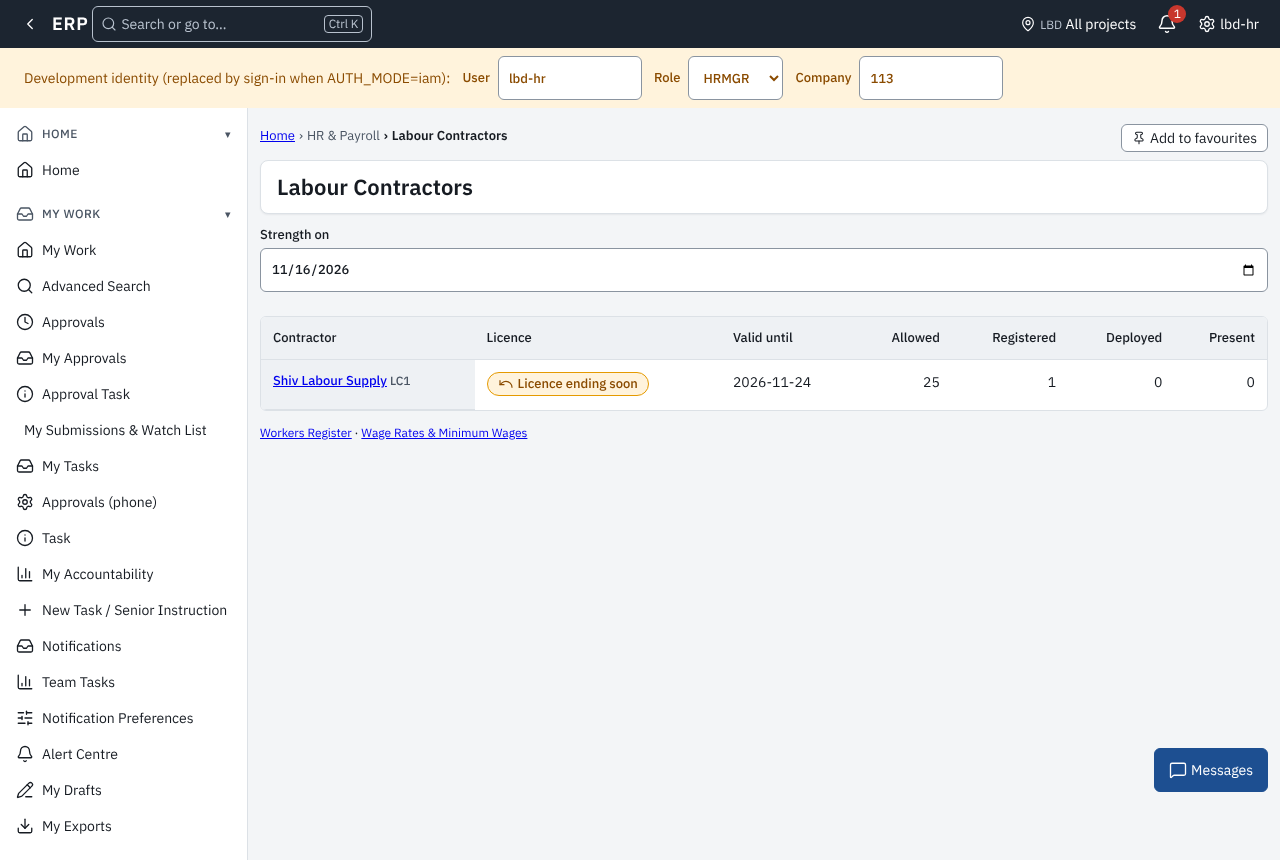 ERP
Search or go to... Ctrl K
LBD All projects
1
lbd-hr
Development identity (replaced by sign-in when AUTH_MODE=iam): User lbd-hr Role HRMGR Company 113
HOME
Home
MY WORK
My Work
Advanced Search
Approvals
My Approvals
Approval Task
My Submissions & Watch List
My Tasks
Approvals (phone)
Task
My Accountability
New Task / Senior Instruction
Notifications
Team Tasks
Notification Preferences
Alert Centre
My Drafts
My Exports
Home › HR & Payroll › Labour Contractors
Add to favourites
Labour Contractors
Strength on
11/16/2026
Contractor Licence Valid until Allowed Registered Deployed Present
Shiv Labour Supply LC1 Licence ending soon 2026-11-24 25 1 0 0
Workers Register · Wage Rates & Minimum Wages
Messages